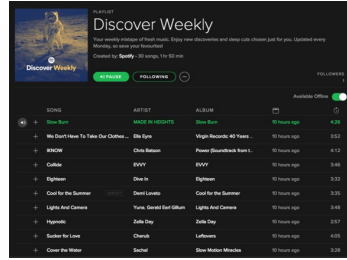 PLAYLIST
Discover Weekly
Your weekly mixtape of fresh music. Enjoy new discoveries and deep cuts chosen just for you. Updated every
Monday, so save your favourites!
Created by: Spotify · 30 songs, 1 hr 50 min
Discover Weekly
PAUSE FOLLOWING
FOLLOWERS
Available Offline
SONG ARTIST ALBUM
Slow Burn MADE IN HEIGHTS Slow Burn 10 hours ago 4:26
We Don't Have To Take Our Clothes ... Ella Eyre Virgin Records: 40 Years ... 10 hours ago 3:52
iKNOW Chris Batson Power (Soundtrack from t... 10 hours ago 4:12
Collide EVVY EVVY 10 hours ago 3:46
Eighteen Dive In Eighteen 10 hours ago 3:33
Cool for the Summer Demi Lovato Cool for the Summer 10 hours ago 3:35
Lights And Camera Yuna, Gerald Earl Gillum Lights And Camera 10 hours ago 3:49
Hypnotic Zella Day Zella Day 10 hours ago 2:57
Sucker for Love Cherub Leftovers 10 hours ago 4:05
Cover the Water Sachel Slow Motion Miracles 10 hours ago 3:28